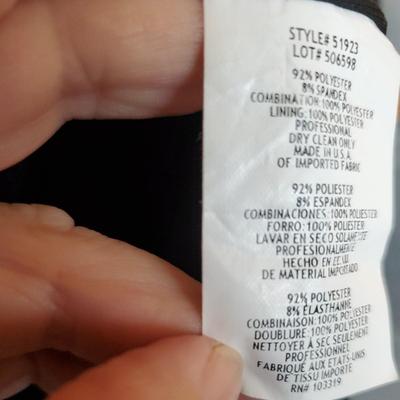 STYLE# 51923
LOT# 506598
92% POLYESTER
8% SPANDEX
COMBINATION: 100% POLYESTER
LINING: 100% POLYESTER
PROFESSIONAL
DRY CLEAN ONLY
MADE IN U.S.A.
OF IMPORTED FABRIC
92% POLIESTER
8% ESPANDEX
COMBINACIONES: 100% POLIESTER
FORRO: 100% POLIESTER
LAVAR EN SECO SOLAMENTE
PROFESIONALMENTE
HECHO EN EE.UU.
DE MATERIAL IMPORTADO
92% POLYESTER
8% ÉLASTHANNE
COMBINAISON: 100% POLYESTER
DOUBLURE: 100% POLYESTER
NETTOYER À SEC SEULEMENT
PROFESSIONNEL
FABRIQUÉ AUX ÉTATS-UNIS
DE TISSU IMPORTÉ
RN# 103319